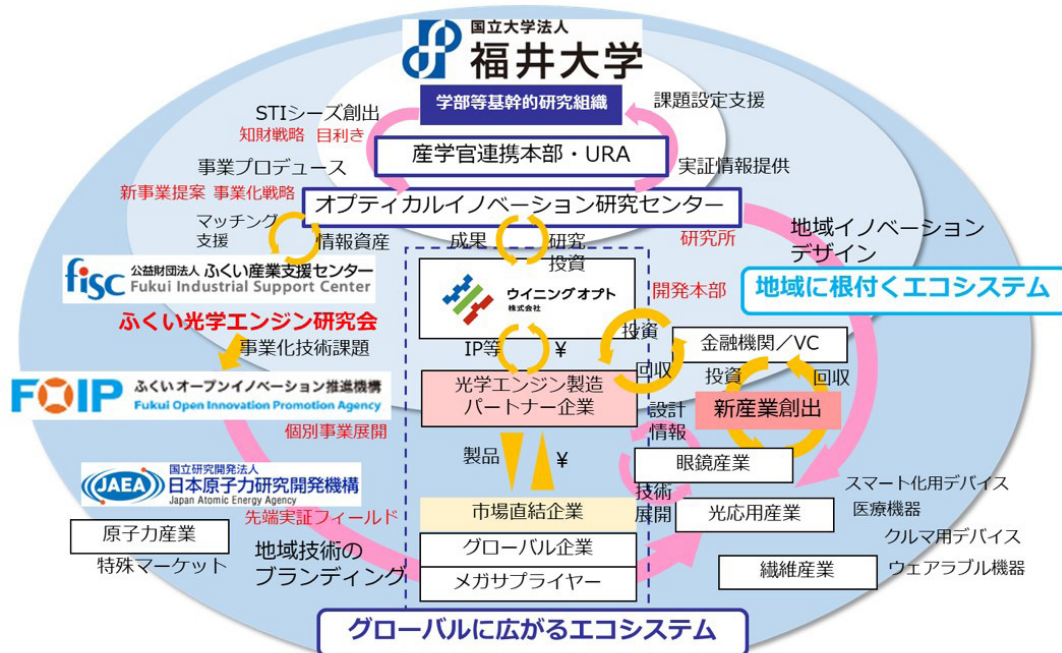 国立大学法人
福井大学
学部等基幹的研究組織
STIシーズ創出
知財戦略 目利き
課題設定支援
産学官連携本部・URA
事業プロデュース
新事業提案 事業化戦略
実証情報提供
オプティカルイノベーション研究センター
マッチング
支援
情報資産
成果
研究
投資
研究所
地域イノベーション
デザイン
fisc 公益財団法人 ふくい産業支援センター
Fukui Industrial Support Center
ふくい光学エンジン研究会
事業化技術課題
ウイニングオプト
株式会社
開発本部
地域に根付くエコシステム
IP等
¥
投資
回収
金融機関/VC
投資
回収
FOIP ふくいオープンイノベーション推進機構
Fukui Open Innovation Promotion Agency
個別事業展開
光学エンジン製造
パートナー企業
設計
情報
新産業創出
製品
¥
眼鏡産業
JAEA 国立研究開発法人
日本原子力研究開発機構
Japan Atomic Energy Agency
先端実証フィールド
技術
展開
光応用産業
スマート化用デバイス
医療機器
クルマ用デバイス
ウェアラブル機器
繊維産業
原子力産業
特殊マーケット
地域技術の
ブランディング
市場直結企業
グローバル企業
メガサプライヤー
グローバルに広がるエコシステム